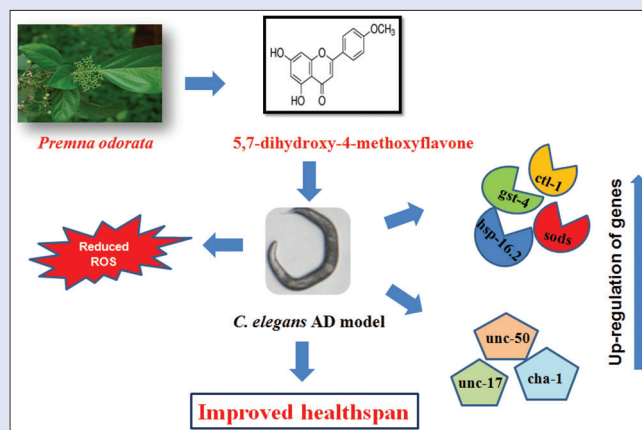 OCH₃
HO
O
OH
O
Premna odorata
5,7-dihydroxy-4-methoxyflavone
ctl-1
gst-4
hsp-16.2
sods
Reduced
ROS
C. elegans AD model
unc-50
unc-17
cha-1
Improved healthspan
Up-regulation of genes